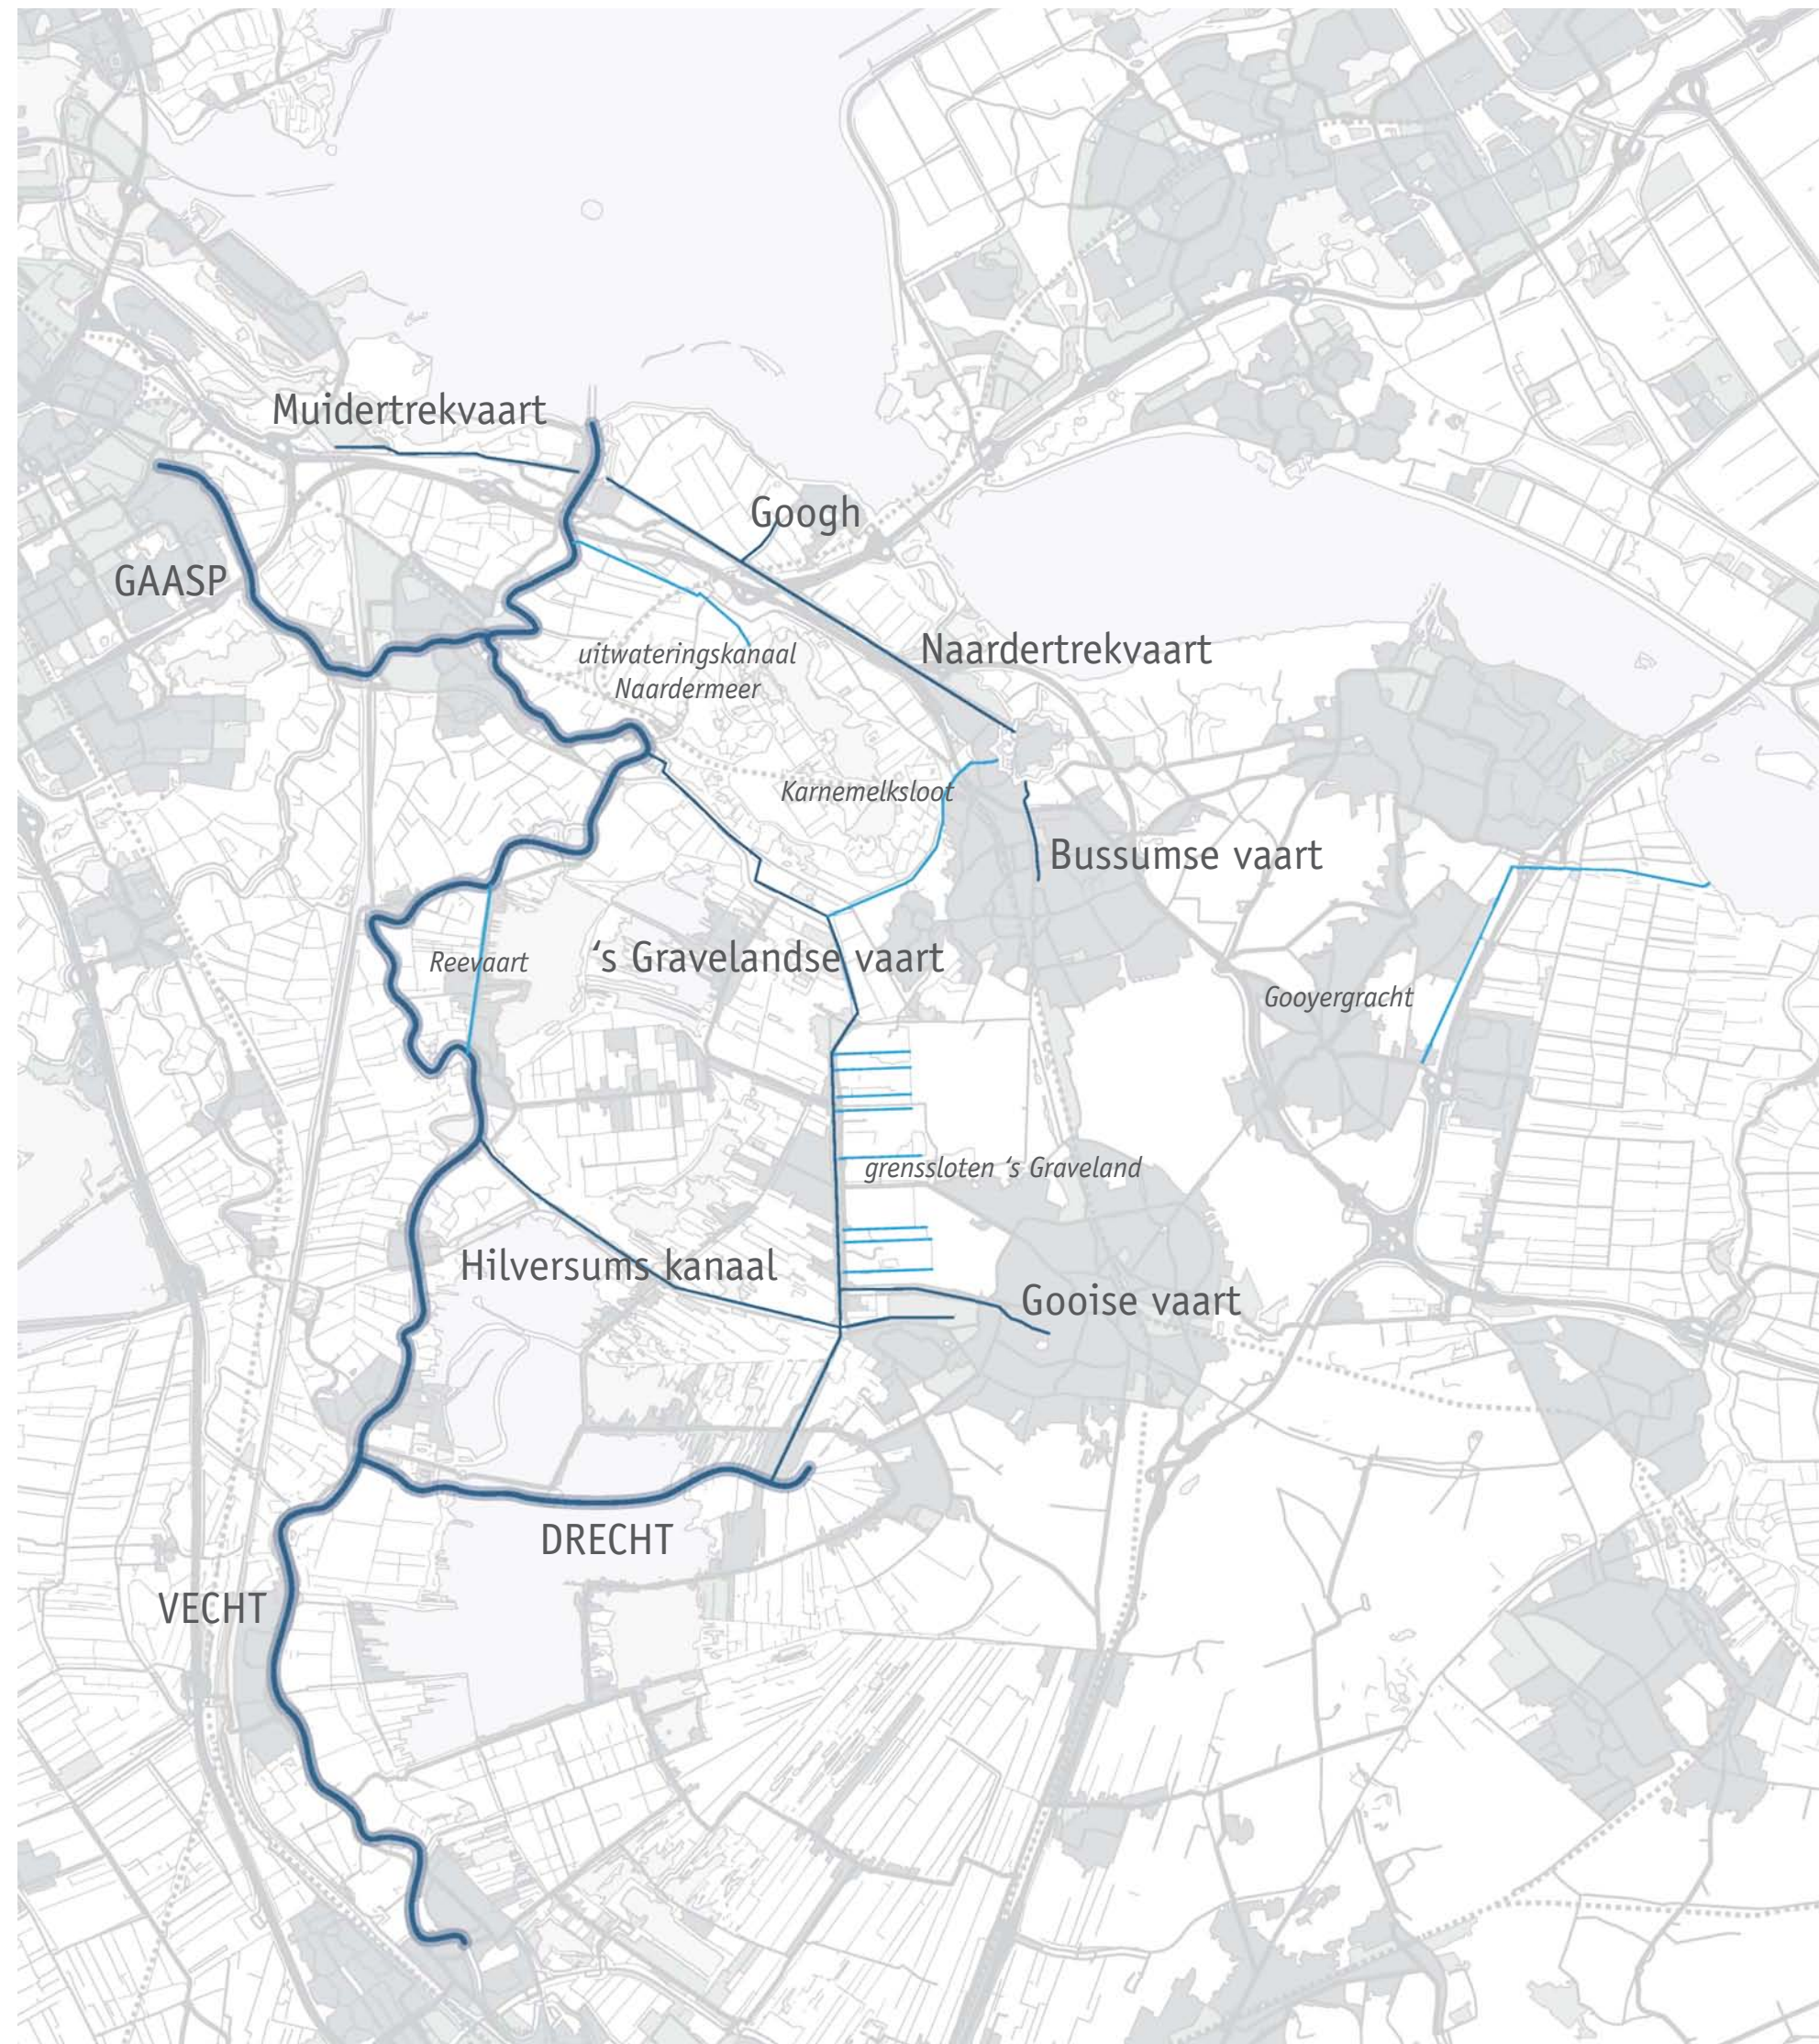 Muidertrekvaart
Googh
GAASP
uitwateringskanaal
Naardermeer
Naardertrekvaart
Karnemelksloot
Bussumse vaart
Reevaart
‘s Gravelandse vaart
Gooyergracht
grenssloten ‘s Graveland
Hilversums kanaal
Gooise vaart
DRECHT
VECHT